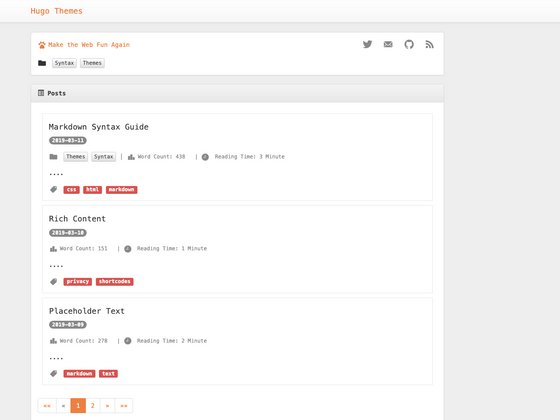 Hugo Themes
Make the Web Fun Again
Syntax Themes
Posts
Markdown Syntax Guide
2019-03-11
Themes Syntax | Word Count: 438 | Reading Time: 3 Minute
....
css html markdown
Rich Content
2019-03-10
Word Count: 151 | Reading Time: 1 Minute
....
privacy shortcodes
Placeholder Text
2019-03-09
Word Count: 278 | Reading Time: 2 Minute
....
markdown text
«« « 1 2 » »»